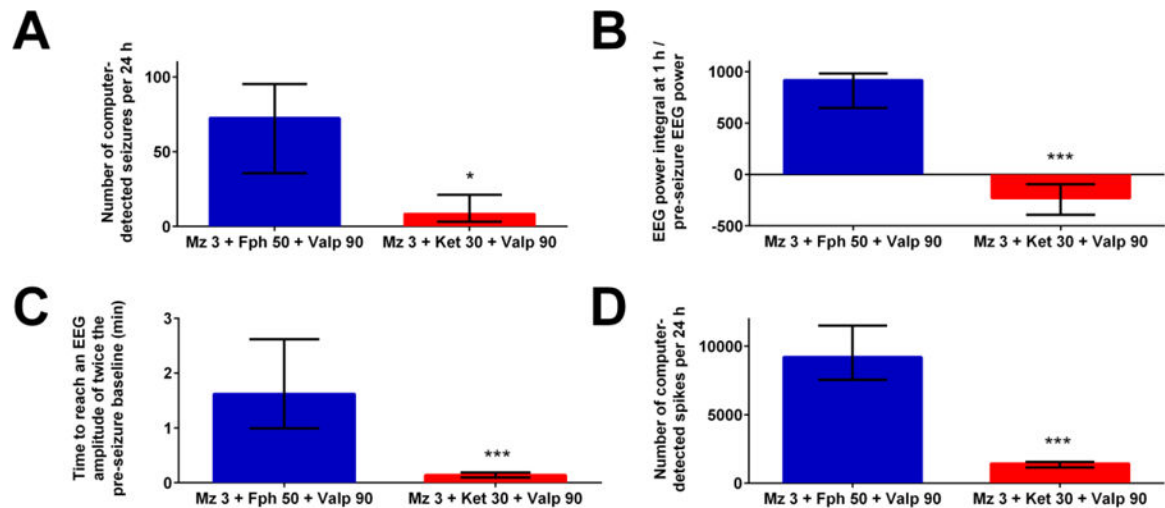 A
Number of computer-
detected seizures per 24 h
100
50
0
*
Mz 3 + Fph 50 + Valp 90
Mz 3 + Ket 30 + Valp 90
B
EEG power integral at 1 h /
pre-seizure EEG power
1000
500
0
-500
***
Mz 3 + Fph 50 + Valp 90
Mz 3 + Ket 30 + Valp 90
C
Time to reach an EEG
amplitude of twice the
pre-seizure baseline (min)
3
2
1
0
***
Mz 3 + Fph 50 + Valp 90
Mz 3 + Ket 30 + Valp 90
D
Number of computer-
detected spikes per 24 h
10000
5000
0
***
Mz 3 + Fph 50 + Valp 90
Mz 3 + Ket 30 + Valp 90